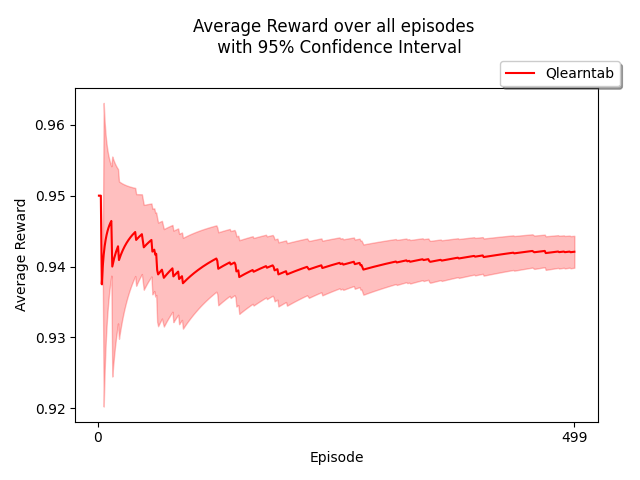 Average Reward over all episodes
with 95% Confidence Interval
Qlearntab
0.96
0.95
0.94
0.93
0.92
Average Reward
0
499
Episode